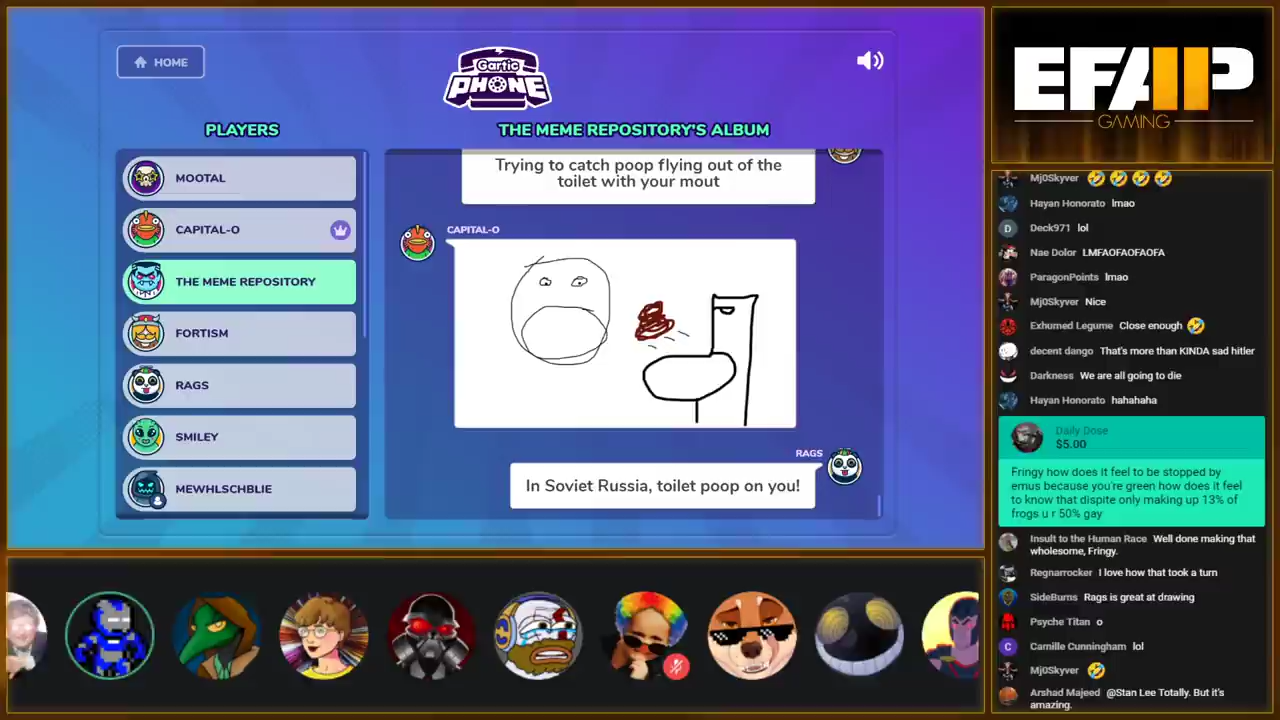 HOME
Gartic
PHONE
PLAYERS
THE MEME REPOSITORY'S ALBUM
MOOTAL
CAPITAL-O
THE MEME REPOSITORY
FORTISM
RAGS
SMILEY
MEWHLSCHBLIE
Trying to catch poop flying out of the
toilet with your mout
CAPITAL-O
RAGS
In Soviet Russia, toilet poop on you!
EFAP
GAMING
Mj0Skyver
Hayan Honorato lmao
D Deck971 lol
Nae Dolor LMFAOFAOFAOFA
ParagonPoints lmao
Mj0Skyver Nice
Exhumed Legume Close enough 🤣
decent dango That's more than KINDA sad hitler
Darkness We are all going to die
Hayan Honorato hahahaha
Daily Dose
$5.00
Fringy how does it feel to be stopped by
emus because you're green how does it feel
to know that dispite only making up 13% of
frogs u r 50% gay
Insult to the Human Race Well done making that
wholesome, Fringy.
Regnarrocker I love how that took a turn
SideBurns Rags is great at drawing
Psyche Titan o
C Camille Cunningham lol
Mj0Skyver 🤣
Arshad Majeed @Stan Lee Totally. But it's
amazing.